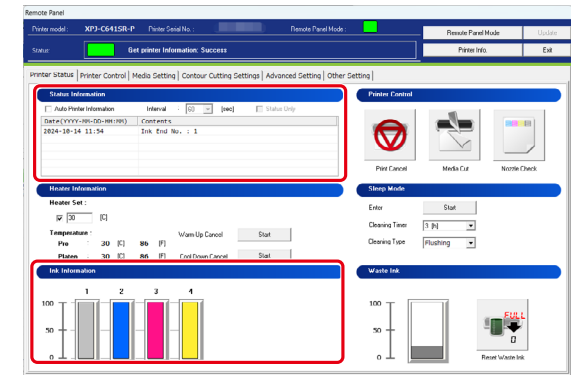 Remote Panel
Printer model : XPJ-C641SR-P Printer Serial No. : Remote Panel Mode :
Remote Panel Mode Update
Status: Get printer Information: Success
Printer Info. Exit
Printer Status Printer Control Media Setting Contour Cutting Settings Advanced Setting Other Setting
Status Information
Auto Printer Information Interval : 60 [sec] Status Only
Date(YYYY-MM-DD-HH:MM) Contents
2024-10-14 11:54 Ink End No. : 1
Printer Control
Print Cancel Media Cut Nozzle Check
Heater Information
Heater Set :
30 [C]
Temperature :
Pre : 30 [C] 86 [F] Warm-Up Cancel Start
Platen : 30 [C] 86 [F] Cool Down Cancel Start
Sleep Mode
Enter Start
Cleaning Timer 3 [h]
Cleaning Type Flushing
Ink Information
1 2 3 4
100
50
0
Waste Ink
100
50
0
FULL
0
Reset Waste Ink